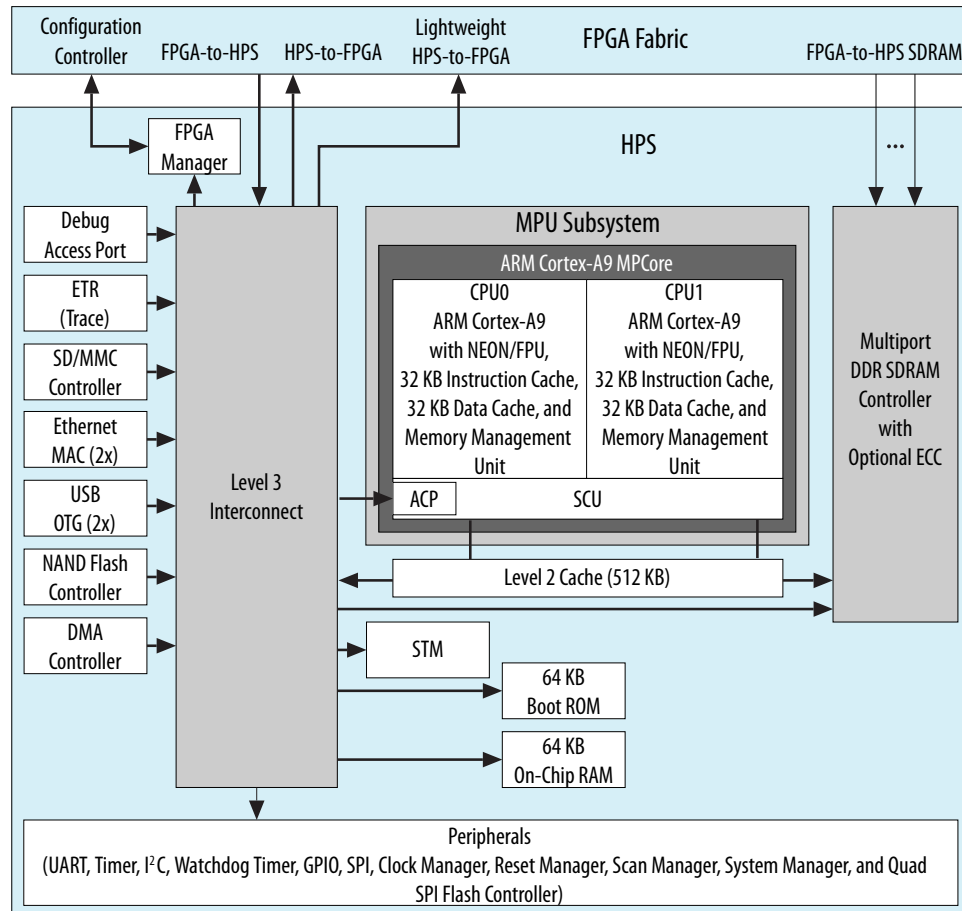 Configuration
Controller
FPGA-to-HPS
HPS-to-FPGA
Lightweight
HPS-to-FPGA
FPGA Fabric
FPGA-to-HPS SDRAM
HPS
FPGA
Manager
...
Debug
Access Port
ETR
(Trace)
SD/MMC
Controller
Ethernet
MAC (2x)
USB
OTG (2x)
NAND Flash
Controller
DMA
Controller
Level 3
Interconnect
MPU Subsystem
ARM Cortex-A9 MPCore
CPU0
ARM Cortex-A9
with NEON/FPU,
32 KB Instruction Cache,
32 KB Data Cache, and
Memory Management
Unit
CPU1
ARM Cortex-A9
with NEON/FPU,
32 KB Instruction Cache,
32 KB Data Cache, and
Memory Management
Unit
ACP
SCU
Level 2 Cache (512 KB)
Multiport
DDR SDRAM
Controller
with
Optional ECC
STM
64 KB
Boot ROM
64 KB
On-Chip RAM
Peripherals
(UART, Timer, I²C, Watchdog Timer, GPIO, SPI, Clock Manager, Reset Manager, Scan Manager, System Manager, and Quad
SPI Flash Controller)